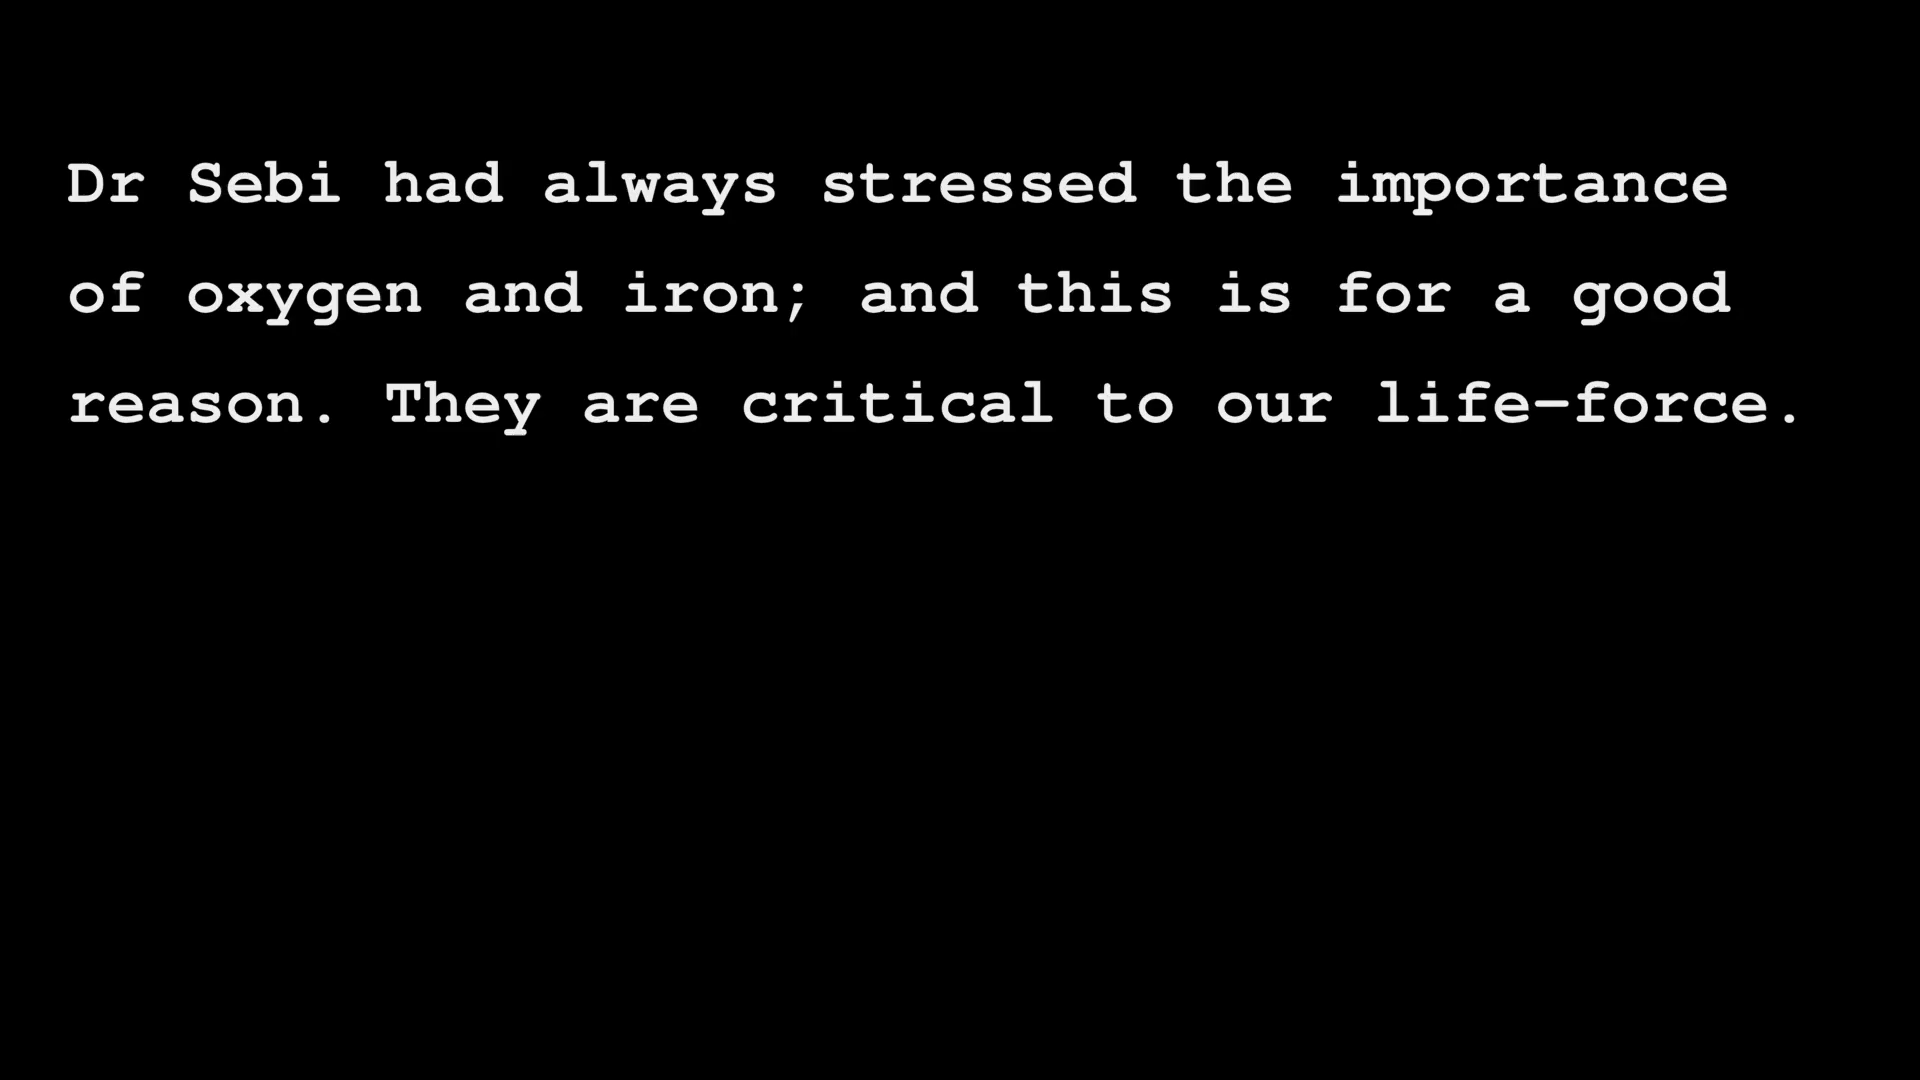 Dr Sebi had always stressed the importance
of oxygen and iron; and this is for a good
reason. They are critical to our life-force.